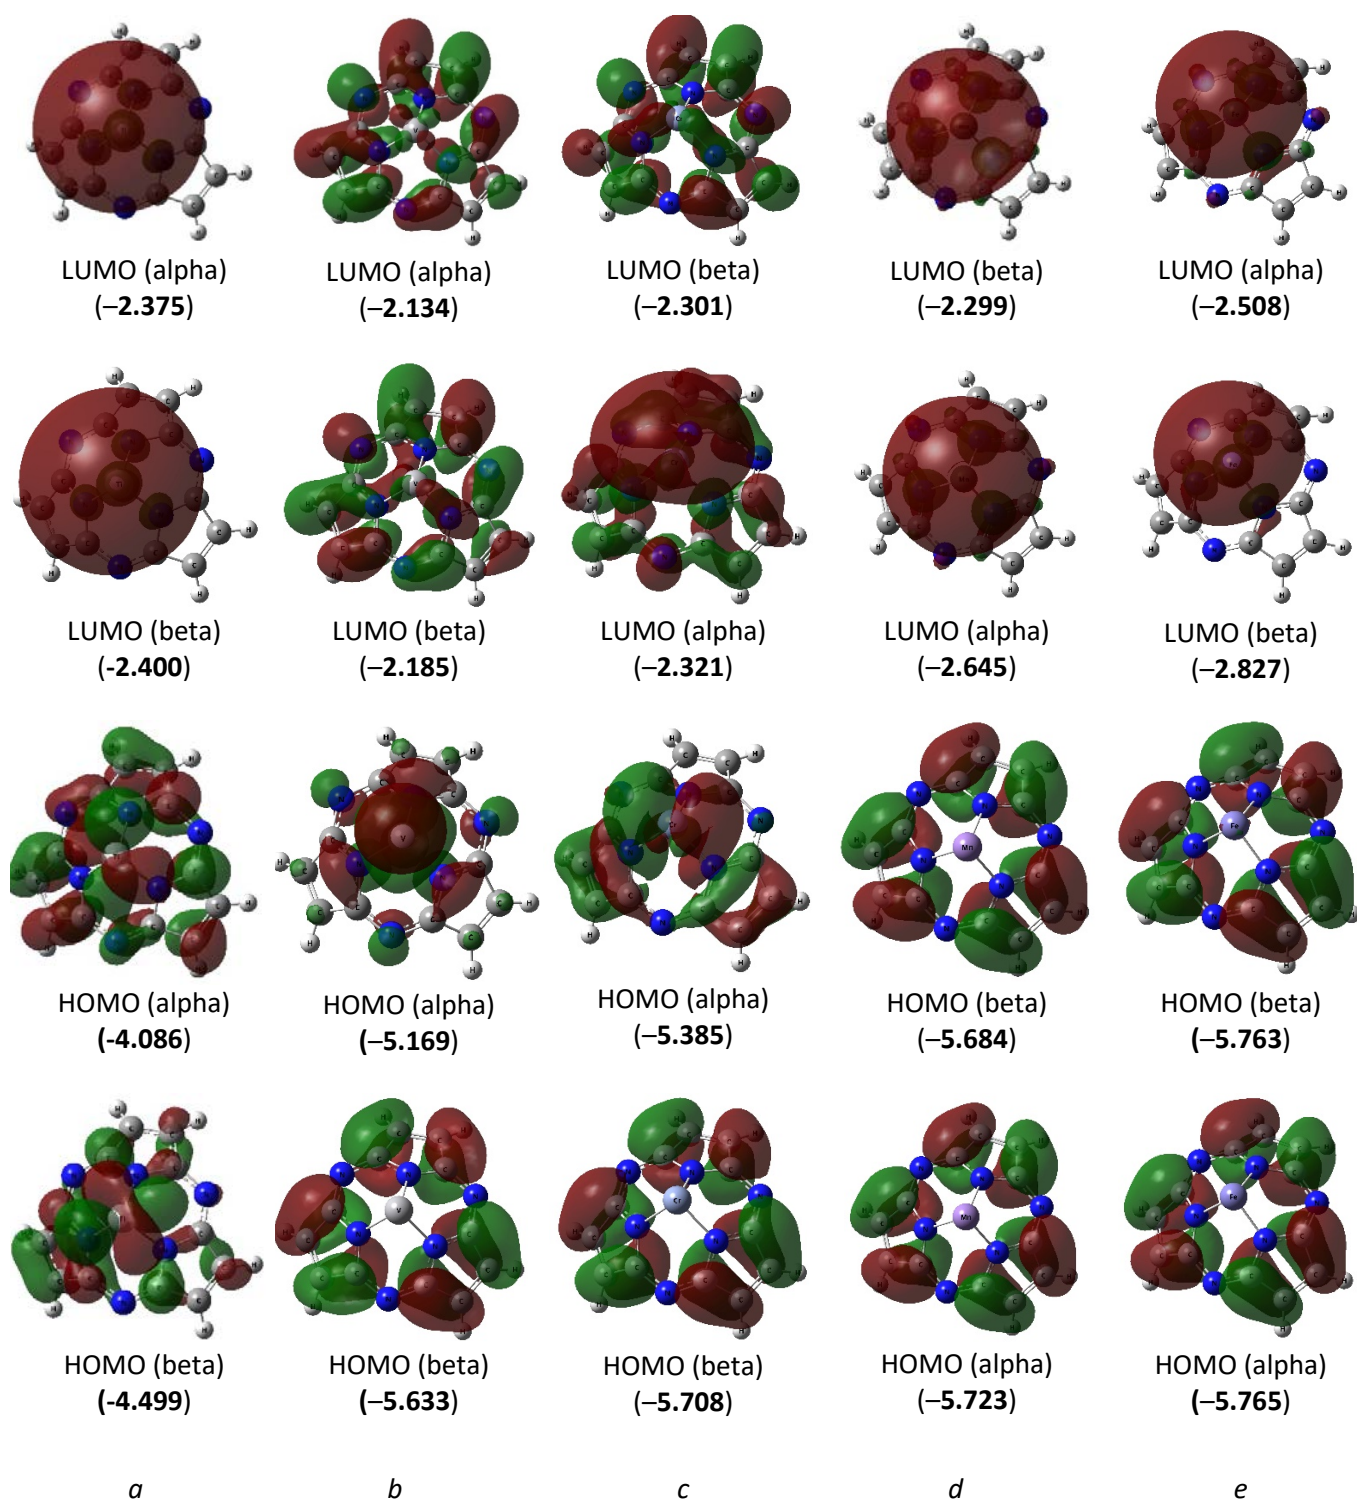 LUMO (alpha) LUMO (alpha) LUMO (beta) LUMO (beta) LUMO (alpha)
(–2.375) (–2.134) (–2.301) (–2.299) (–2.508)
LUMO (beta) LUMO (beta) LUMO (alpha) LUMO (alpha) LUMO (beta)
(-2.400) (–2.185) (–2.321) (–2.645) (–2.827)
HOMO (alpha) HOMO (alpha) HOMO (alpha) HOMO (beta) HOMO (beta)
(-4.086) (–5.169) (–5.385) (–5.684) (–5.763)
HOMO (beta) HOMO (beta) HOMO (beta) HOMO (alpha) HOMO (alpha)
(-4.499) (–5.633) (–5.708) (–5.723) (–5.765)
a b c d e